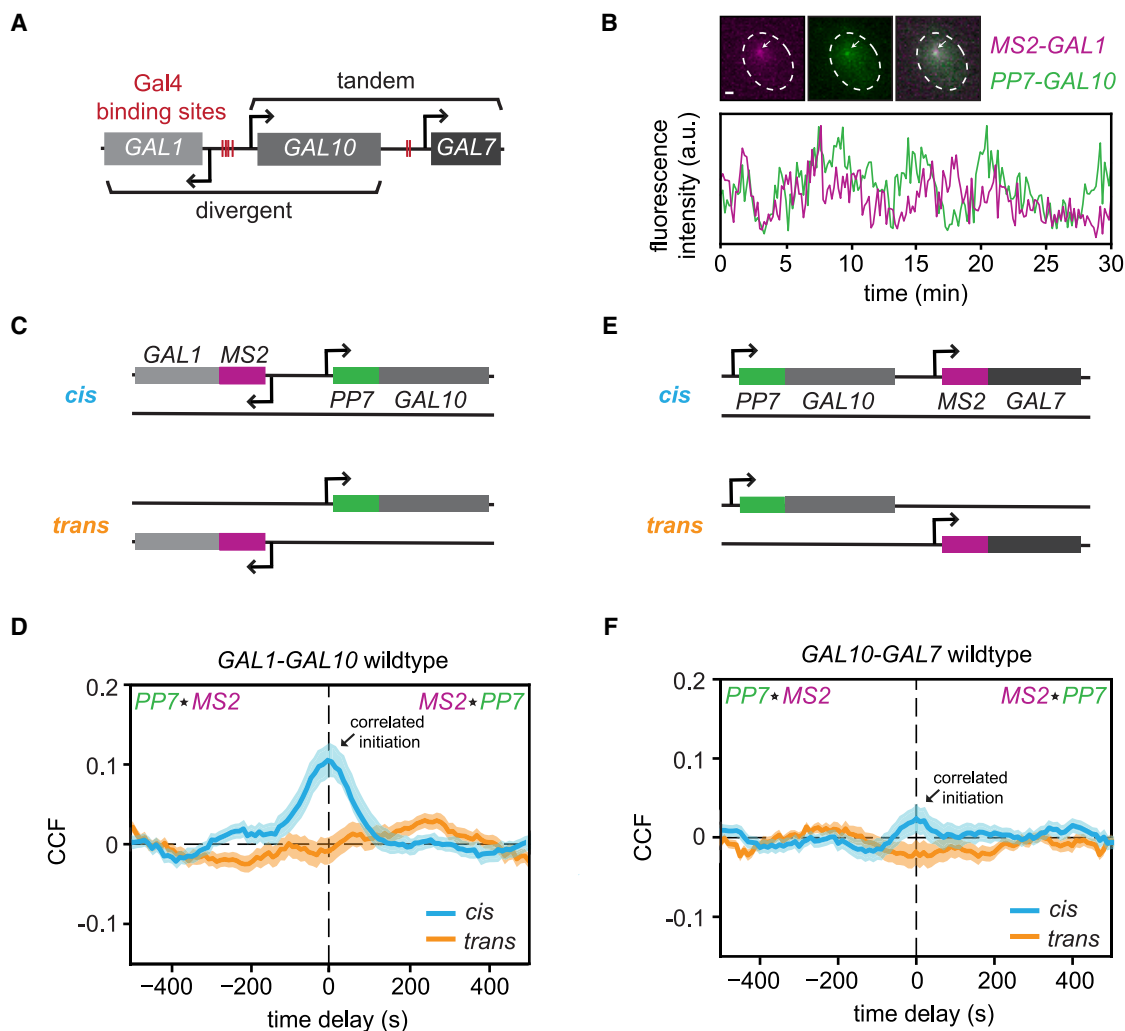 A
Gal4
binding sites
tandem
GAL1
GAL10
GAL7
divergent
B
MS2-GAL1
PP7-GAL10
fluorescence
intensity (a.u.)
0 5 10 15 20 25 30
time (min)
C
GAL1 MS2
cis
PP7 GAL10
trans
E
cis
PP7 GAL10 MS2 GAL7
trans
D
GAL1-GAL10 wildtype
PP7★MS2
MS2★PP7
correlated
initiation
0.2
0.1
0
-0.1
CCF
cis
trans
−400 −200 0 200 400
time delay (s)
F
GAL10-GAL7 wildtype
PP7★MS2
MS2★PP7
correlated
initiation
0.2
0.1
0
-0.1
CCF
cis
trans
−400 −200 0 200 400
time delay (s)